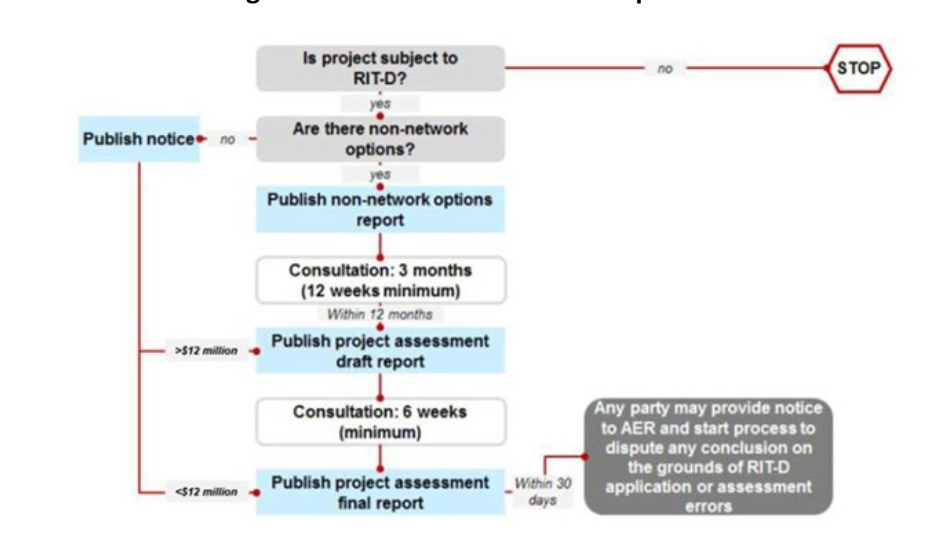 Is project subject to
RIT-D?
no
STOP
yes
Publish notice
no
Are there non-network
options?
yes
Publish non-network options
report
Consultation: 3 months
(12 weeks minimum)
Within 12 months
>$12 million
Publish project assessment
draft report
Consultation: 6 weeks
(minimum)
<$12 million
Publish project assessment
final report
Within 30
days
Any party may provide notice
to AER and start process to
dispute any conclusion on
the grounds of RIT-D
application or assessment
errors